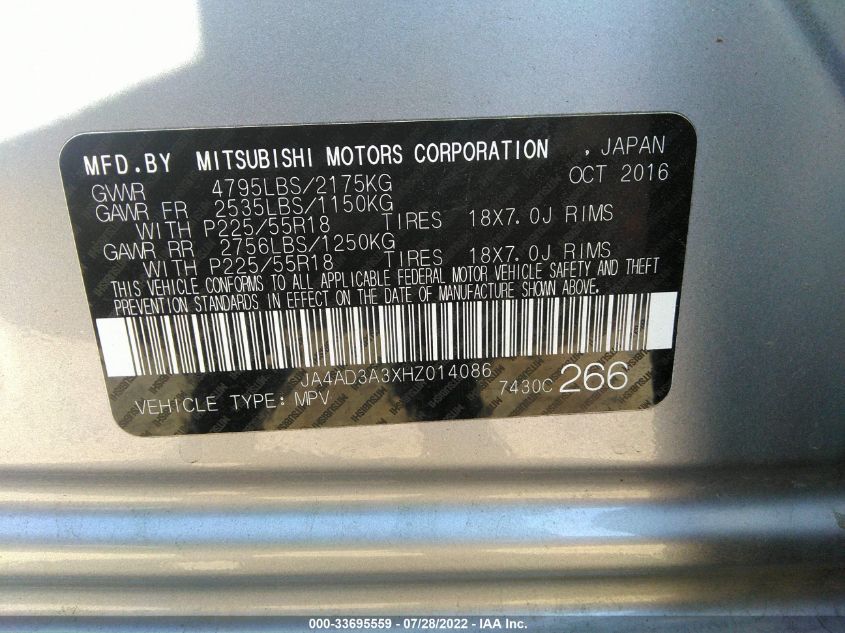 MFD.BY MITSUBISHI MOTORS CORPORATION , JAPAN
GVWR 4795LBS/2175KG OCT 2016
GAWR FR 2535LBS/1150KG
WITH P225/55R18 TIRES 18X7.0J RIMS
GAWR RR 2756LBS/1250KG
WITH P225/55R18 TIRES 18X7.0J RIMS
THIS VEHICLE CONFORMS TO ALL APPLICABLE FEDERAL MOTOR VEHICLE SAFETY AND THEFT
PREVENTION STANDARDS IN EFFECT ON THE DATE OF MANUFACTURE SHOWN ABOVE.
JA4AD3A3XHZ014086 7430C 266
VEHICLE TYPE: MPV
000-33695559 — 07/28/2022 — IAA Inc.